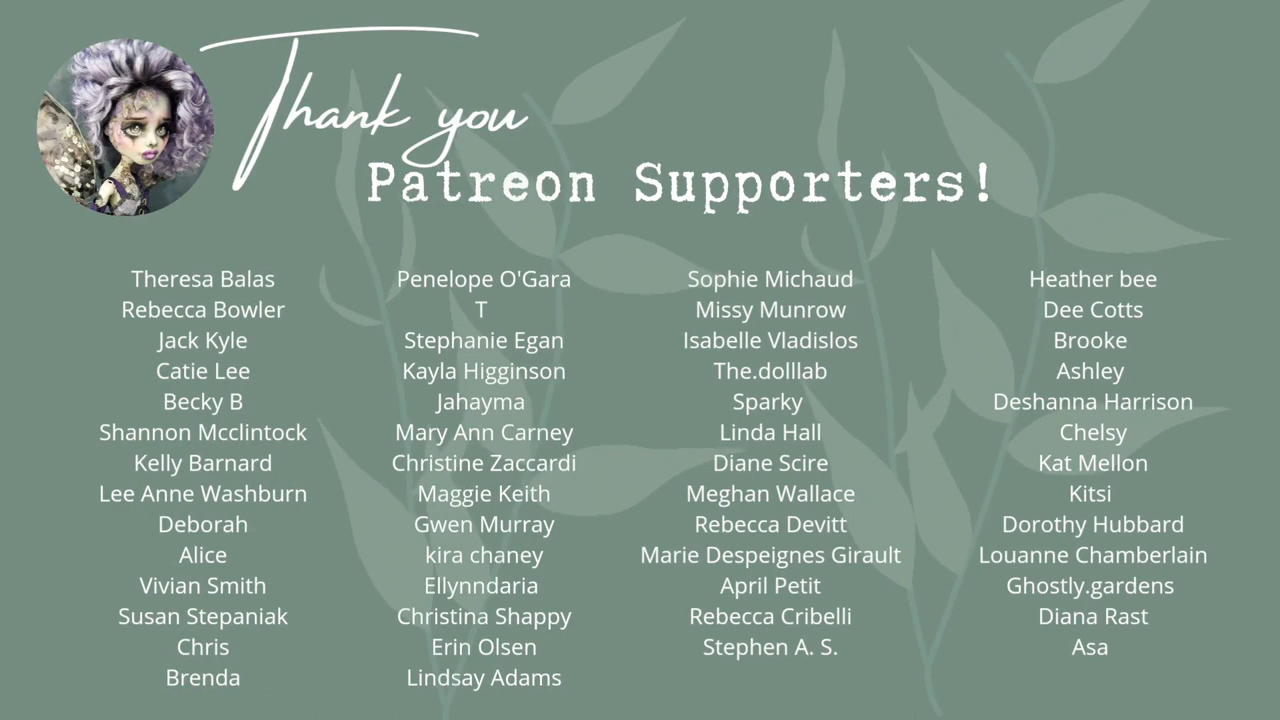 Thank you
Patreon Supporters!
Theresa Balas
Rebecca Bowler
Jack Kyle
Catie Lee
Becky B
Shannon Mcclintock
Kelly Barnard
Lee Anne Washburn
Deborah
Alice
Vivian Smith
Susan Stepaniak
Chris
Brenda
Penelope O'Gara
T
Stephanie Egan
Kayla Higginson
Jahayma
Mary Ann Carney
Christine Zaccardi
Maggie Keith
Gwen Murray
kira chaney
Ellynndaria
Christina Shappy
Erin Olsen
Lindsay Adams
Sophie Michaud
Missy Munrow
Isabelle Vladislos
The.dolllab
Sparky
Linda Hall
Diane Scire
Meghan Wallace
Rebecca Devitt
Marie Despeignes Girault
April Petit
Rebecca Cribelli
Stephen A. S.
Heather bee
Dee Cotts
Brooke
Ashley
Deshanna Harrison
Chelsy
Kat Mellon
Kitsi
Dorothy Hubbard
Louanne Chamberlain
Ghostly.gardens
Diana Rast
Asa